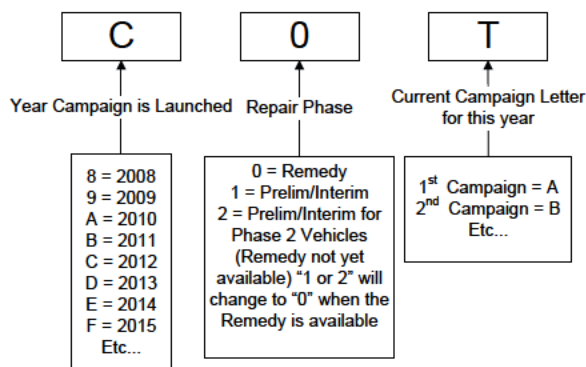 C
0
T
Year Campaign is Launched
Repair Phase
Current Campaign Letter
for this year
8 = 2008
9 = 2009
A = 2010
B = 2011
C = 2012
D = 2013
E = 2014
F = 2015
Etc...
0 = Remedy
1 = Prelim/Interim
2 = Prelim/Interim for
Phase 2 Vehicles
(Remedy not yet
available) “1 or 2” will
change to “0” when the
Remedy is available
1st Campaign = A
2nd Campaign = B
Etc...